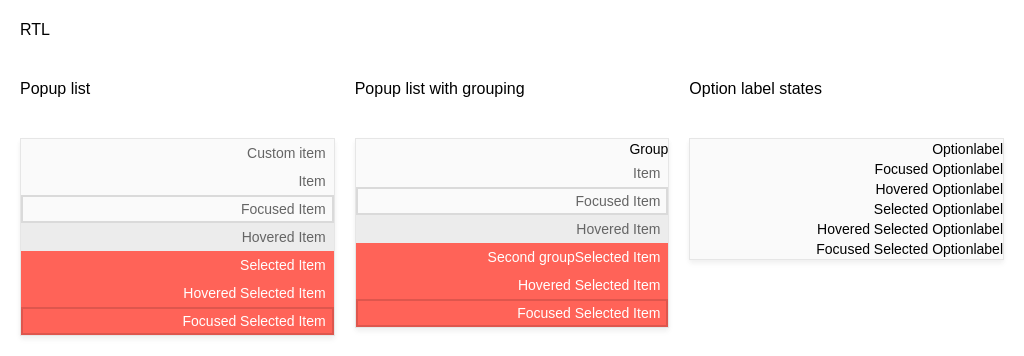 RTL
Popup list
Custom item
Item
Focused Item
Hovered Item
Selected Item
Hovered Selected Item
Focused Selected Item
Popup list with grouping
Group
Item
Focused Item
Hovered Item
Second groupSelected Item
Hovered Selected Item
Focused Selected Item
Option label states
Optionlabel
Focused Optionlabel
Hovered Optionlabel
Selected Optionlabel
Hovered Selected Optionlabel
Focused Selected Optionlabel